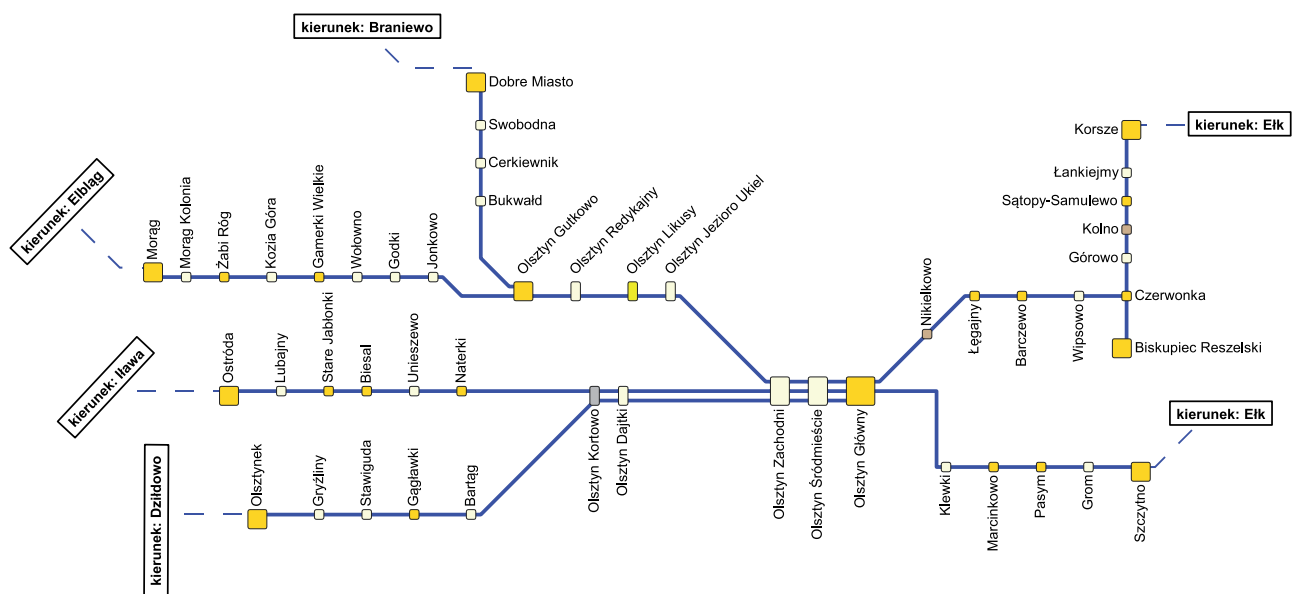 kierunek: Braniewo
Dobre Miasto
Swobodna
Cerkiewnik
Bukwałd
kierunek: Elbląg
Morąg
Morąg Kolonia
Żabi Róg
Kozia Góra
Gamerki Wielkie
Wołowno
Godki
Jonkowo
Olsztyn Gutkowo
Olsztyn Redykajny
Olsztyn Likusy
Olsztyn Jezioro Ukiel
kierunek: Ełk
Korsze
Łankiejmy
Sątopy-Samulewo
Kolno
Górowo
Czerwonka
Biskupiec Reszelski
Nikielkowo
Łęgajny
Barczewo
Wipsowo
kierunek: Iława
Ostróda
Lubajny
Stare Jabłonki
Biesal
Unieszewo
Naterki
Olsztyn Kortowo
Olsztyn Dajtki
Olsztyn Zachodni
Olsztyn Śródmieście
Olsztyn Główny
kierunek: Ełk
Klewki
Marcinkowo
Pasym
Grom
Szczytno
kierunek: Dziłdowo
Olsztynek
Gryźliny
Stawiguda
Gągławki
Bartąg